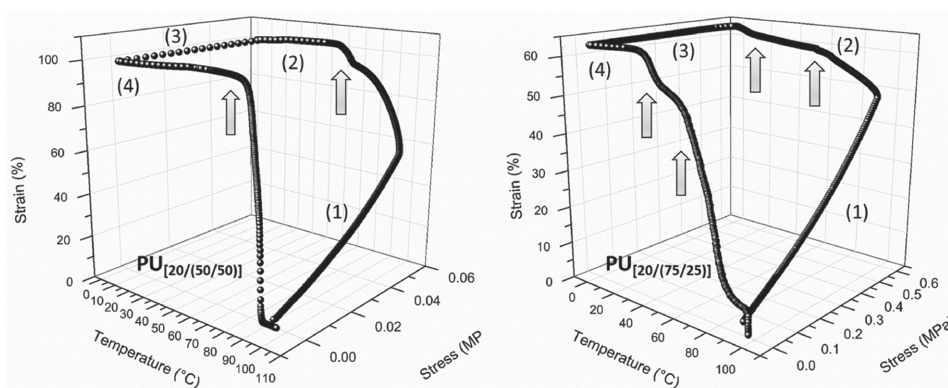 100
80
60
40
20
0
Strain (%)
(3)
(4)
(2)
(1)
PU[20/(50/50)]
0 10 20 30 40 50 60 70 80 90 100 110
Temperature (°C)
0.00 0.02 0.04 0.06
Stress (MP
60
50
40
30
20
10
0
Strain (%)
(3)
(4)
(2)
(1)
PU[20/(75/25)]
0 20 40 60 80 100
Temperature (°C)
0.0 0.1 0.2 0.3 0.4 0.5 0.6
Stress (MPa